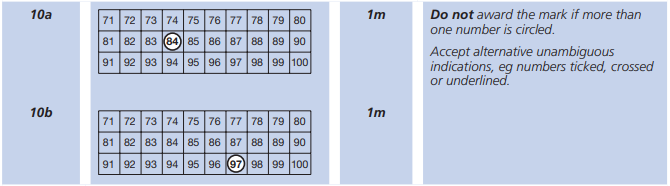 10a
71 72 73 74 75 76 77 78 79 80
81 82 83 84 85 86 87 88 89 90
91 92 93 94 95 96 97 98 99 100
1m
Do not award the mark if more than
one number is circled.
Accept alternative unambiguous
indications, eg numbers ticked, crossed
or underlined.
10b
71 72 73 74 75 76 77 78 79 80
81 82 83 84 85 86 87 88 89 90
91 92 93 94 95 96 97 98 99 100
1m